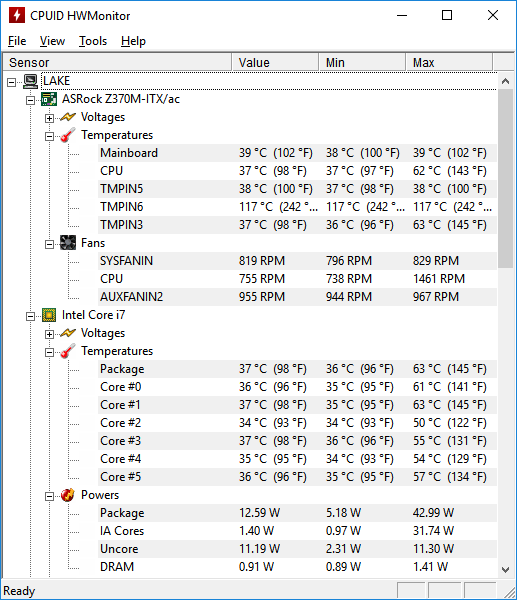 CPUID HWMonitor
File View Tools Help
Sensor Value Min Max
LAKE
ASRock Z370M-ITX/ac
Voltages
Temperatures
Mainboard 39 °C (102 °F) 38 °C (100 °F) 39 °C (102 °F)
CPU 37 °C (98 °F) 37 °C (97 °F) 62 °C (143 °F)
TMPIN5 38 °C (100 °F) 37 °C (98 °F) 38 °C (100 °F)
TMPIN6 117 °C (242 °... 117 °C (242 °... 117 °C (242 °...
TMPIN3 37 °C (98 °F) 36 °C (96 °F) 63 °C (145 °F)
Fans
SYSFANIN 819 RPM 796 RPM 829 RPM
CPU 755 RPM 738 RPM 1461 RPM
AUXFANIN2 955 RPM 944 RPM 967 RPM
Intel Core i7
Voltages
Temperatures
Package 37 °C (98 °F) 36 °C (96 °F) 63 °C (145 °F)
Core #0 36 °C (96 °F) 35 °C (95 °F) 61 °C (141 °F)
Core #1 37 °C (98 °F) 35 °C (95 °F) 63 °C (145 °F)
Core #2 34 °C (93 °F) 34 °C (93 °F) 50 °C (122 °F)
Core #3 37 °C (98 °F) 36 °C (96 °F) 55 °C (131 °F)
Core #4 35 °C (95 °F) 34 °C (93 °F) 54 °C (129 °F)
Core #5 36 °C (96 °F) 35 °C (95 °F) 57 °C (134 °F)
Powers
Package 12.59 W 5.18 W 42.99 W
IA Cores 1.40 W 0.97 W 31.74 W
Uncore 11.19 W 2.31 W 11.30 W
DRAM 0.91 W 0.89 W 1.41 W
Ready